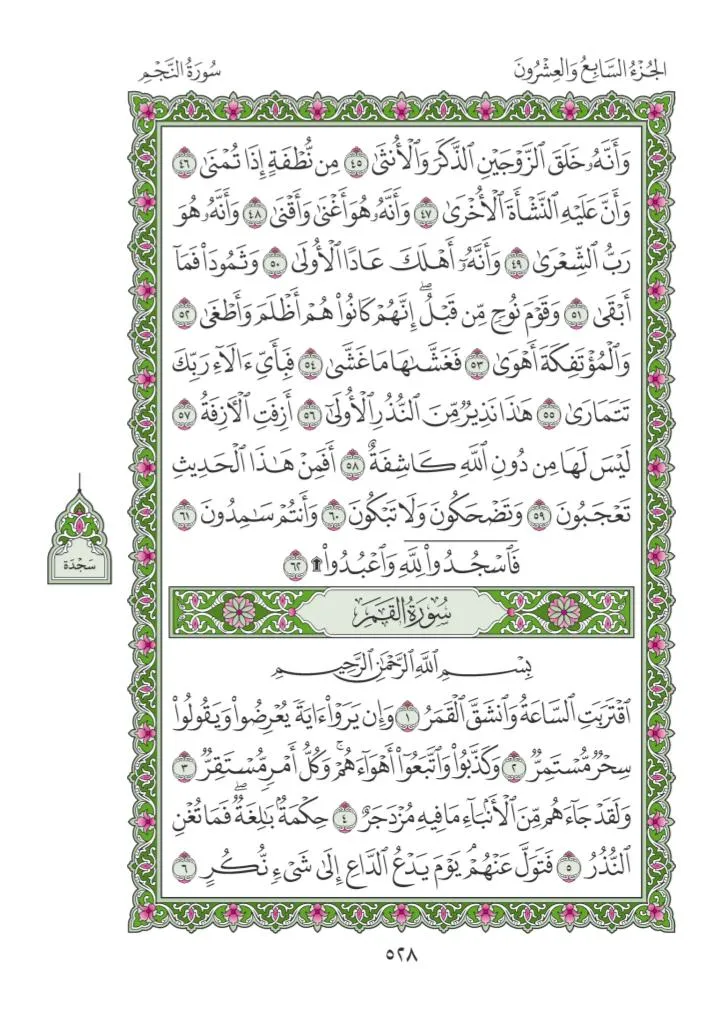 الجُزْءُ السَّابِعُ وَالعِشْرُونَ
سُورَةُ النَّجْمِ
وَأَنَّهُۥ خَلَقَ ٱلزَّوْجَيْنِ ٱلذَّكَرَ وَٱلْأُنثَىٰ ٤٥ مِن نُّطْفَةٍ إِذَا تُمْنَىٰ ٤٦
وَأَنَّ عَلَيْهِ ٱلنَّشْأَةَ ٱلْأُخْرَىٰ ٤٧ وَأَنَّهُۥ هُوَ أَغْنَىٰ وَأَقْنَىٰ ٤٨ وَأَنَّهُۥ هُوَ
رَبُّ ٱلشِّعْرَىٰ ٤٩ وَأَنَّهُۥٓ أَهْلَكَ عَادًا ٱلْأُولَىٰ ٥٠ وَثَمُودَا۟ فَمَآ
أَبْقَىٰ ٥١ وَقَوْمَ نُوحٍ مِّن قَبْلُ ۖ إِنَّهُمْ كَانُوا۟ هُمْ أَظْلَمَ وَأَطْغَىٰ ٥٢
وَٱلْمُؤْتَفِكَةَ أَهْوَىٰ ٥٣ فَغَشَّىٰهَا مَا غَشَّىٰ ٥٤ فَبِأَىِّ ءَالَآءِ رَبِّكَ
تَتَمَارَىٰ ٥٥ هَٰذَا نَذِيرٌ مِّنَ ٱلنُّذُرِ ٱلْأُولَىٰٓ ٥٦ أَزِفَتِ ٱلْءَازِفَةُ ٥٧
لَيْسَ لَهَا مِن دُونِ ٱللَّهِ كَاشِفَةٌ ٥٨ أَفَمِنْ هَٰذَا ٱلْحَدِيثِ
تَعْجَبُونَ ٥٩ وَتَضْحَكُونَ وَلَا تَبْكُونَ ٦٠ وَأَنتُمْ سَٰمِدُونَ ٦١
فَٱسْجُدُوا۟ لِلَّهِ وَٱعْبُدُوا۟ ۩ ٦٢
سَجْدَة
سُورَةُ القَمَرِ
بِسْمِ ٱللَّهِ ٱلرَّحْمَٰنِ ٱلرَّحِيمِ
ٱقْتَرَبَتِ ٱلسَّاعَةُ وَٱنشَقَّ ٱلْقَمَرُ ١ وَإِن يَرَوْا۟ ءَايَةً يُعْرِضُوا۟ وَيَقُولُوا۟
سِحْرٌ مُّسْتَمِرٌّ ٢ وَكَذَّبُوا۟ وَٱتَّبَعُوٓا۟ أَهْوَآءَهُمْ ۚ وَكُلُّ أَمْرٍ مُّسْتَقِرٌّ ٣
وَلَقَدْ جَآءَهُم مِّنَ ٱلْأَنۢبَآءِ مَا فِيهِ مُزْدَجَرٌ ٤ حِكْمَةٌۢ بَٰلِغَةٌ ۖ فَمَا تُغْنِ
ٱلنُّذُرُ ٥ فَتَوَلَّ عَنْهُمْ ۘ يَوْمَ يَدْعُ ٱلدَّاعِ إِلَىٰ شَىْءٍ نُّكُرٍ ٦
٥٢٨